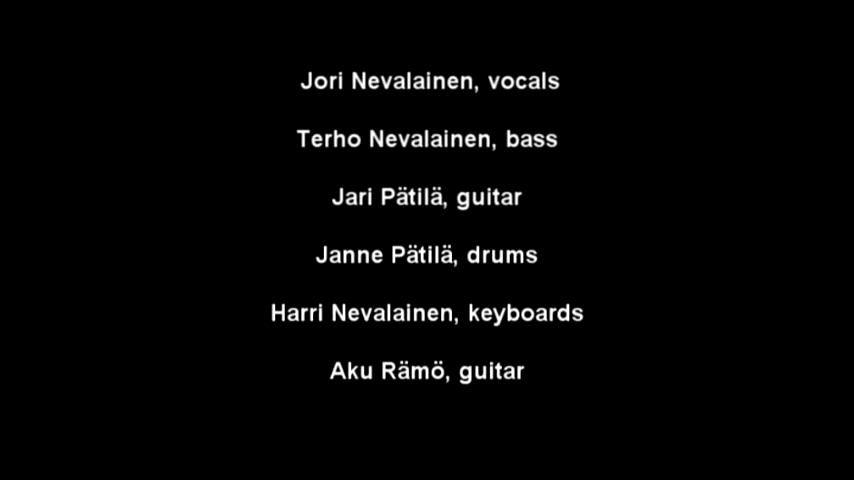 Jori Nevalainen, vocals
Terho Nevalainen, bass
Jari Pätilä, guitar
Janne Pätilä, drums
Harri Nevalainen, keyboards
Aku Rämö, guitar